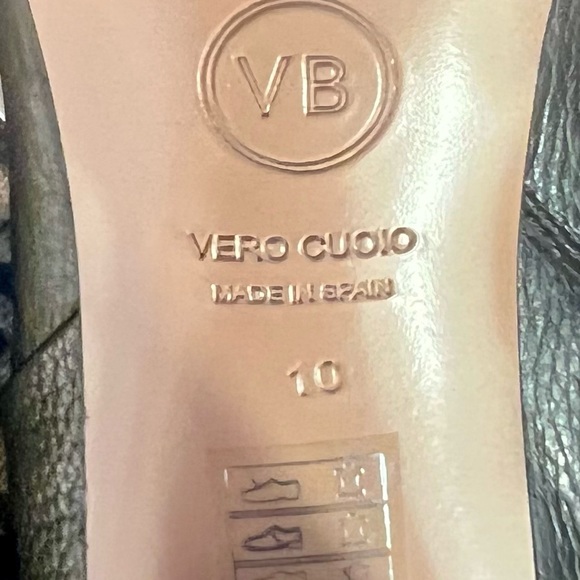 VB
VERO CUOIO
MADE IN SPAIN
10